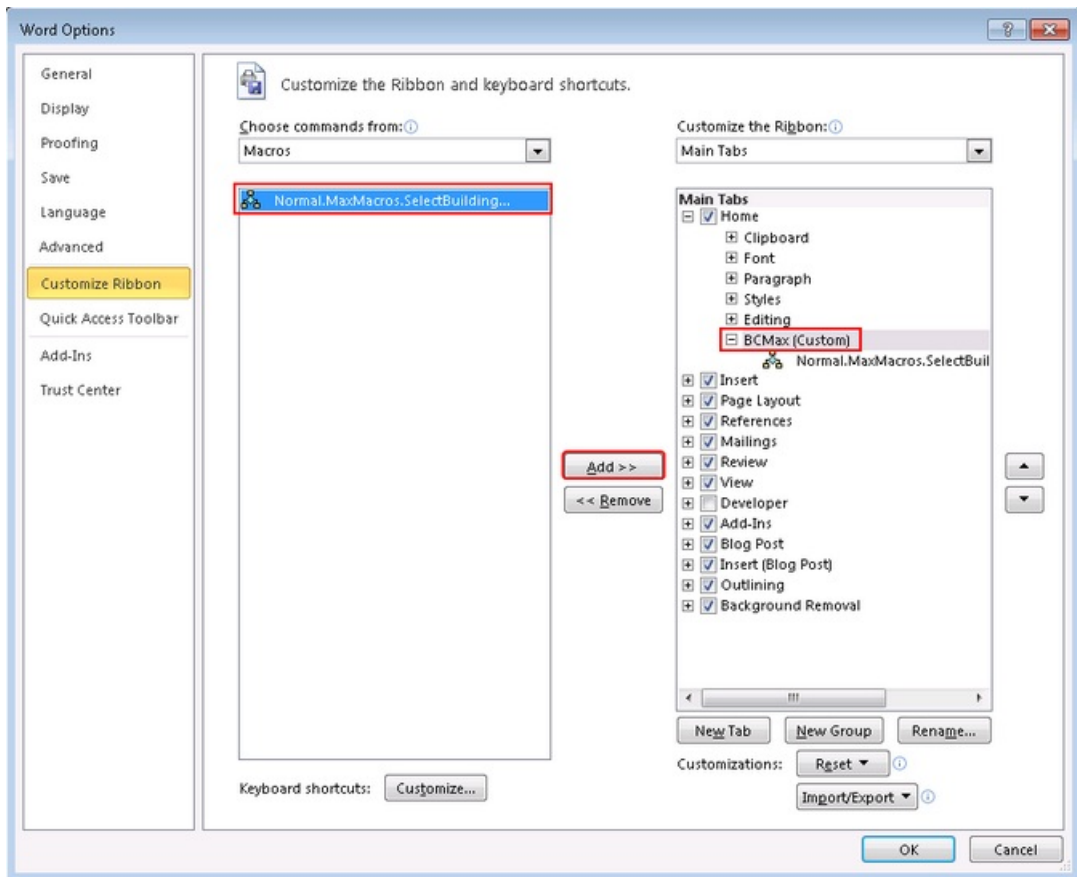 Word Options
General
Display
Proofing
Save
Language
Advanced
Customize Ribbon
Quick Access Toolbar
Add-Ins
Trust Center
Customize the Ribbon and keyboard shortcuts.
Choose commands from:
Macros
Normal.MaxMacros.SelectBuilding...
Keyboard shortcuts: Customize...
Add >>
<< Remove
Customize the Ribbon:
Main Tabs
Main Tabs
Home
Clipboard
Font
Paragraph
Styles
Editing
BCMax (Custom)
Normal.MaxMacros.SelectBuil
Insert
Page Layout
References
Mailings
Review
View
Developer
Add-Ins
Blog Post
Insert (Blog Post)
Outlining
Background Removal
New Tab New Group Rename...
Customizations: Reset
Import/Export
OK Cancel